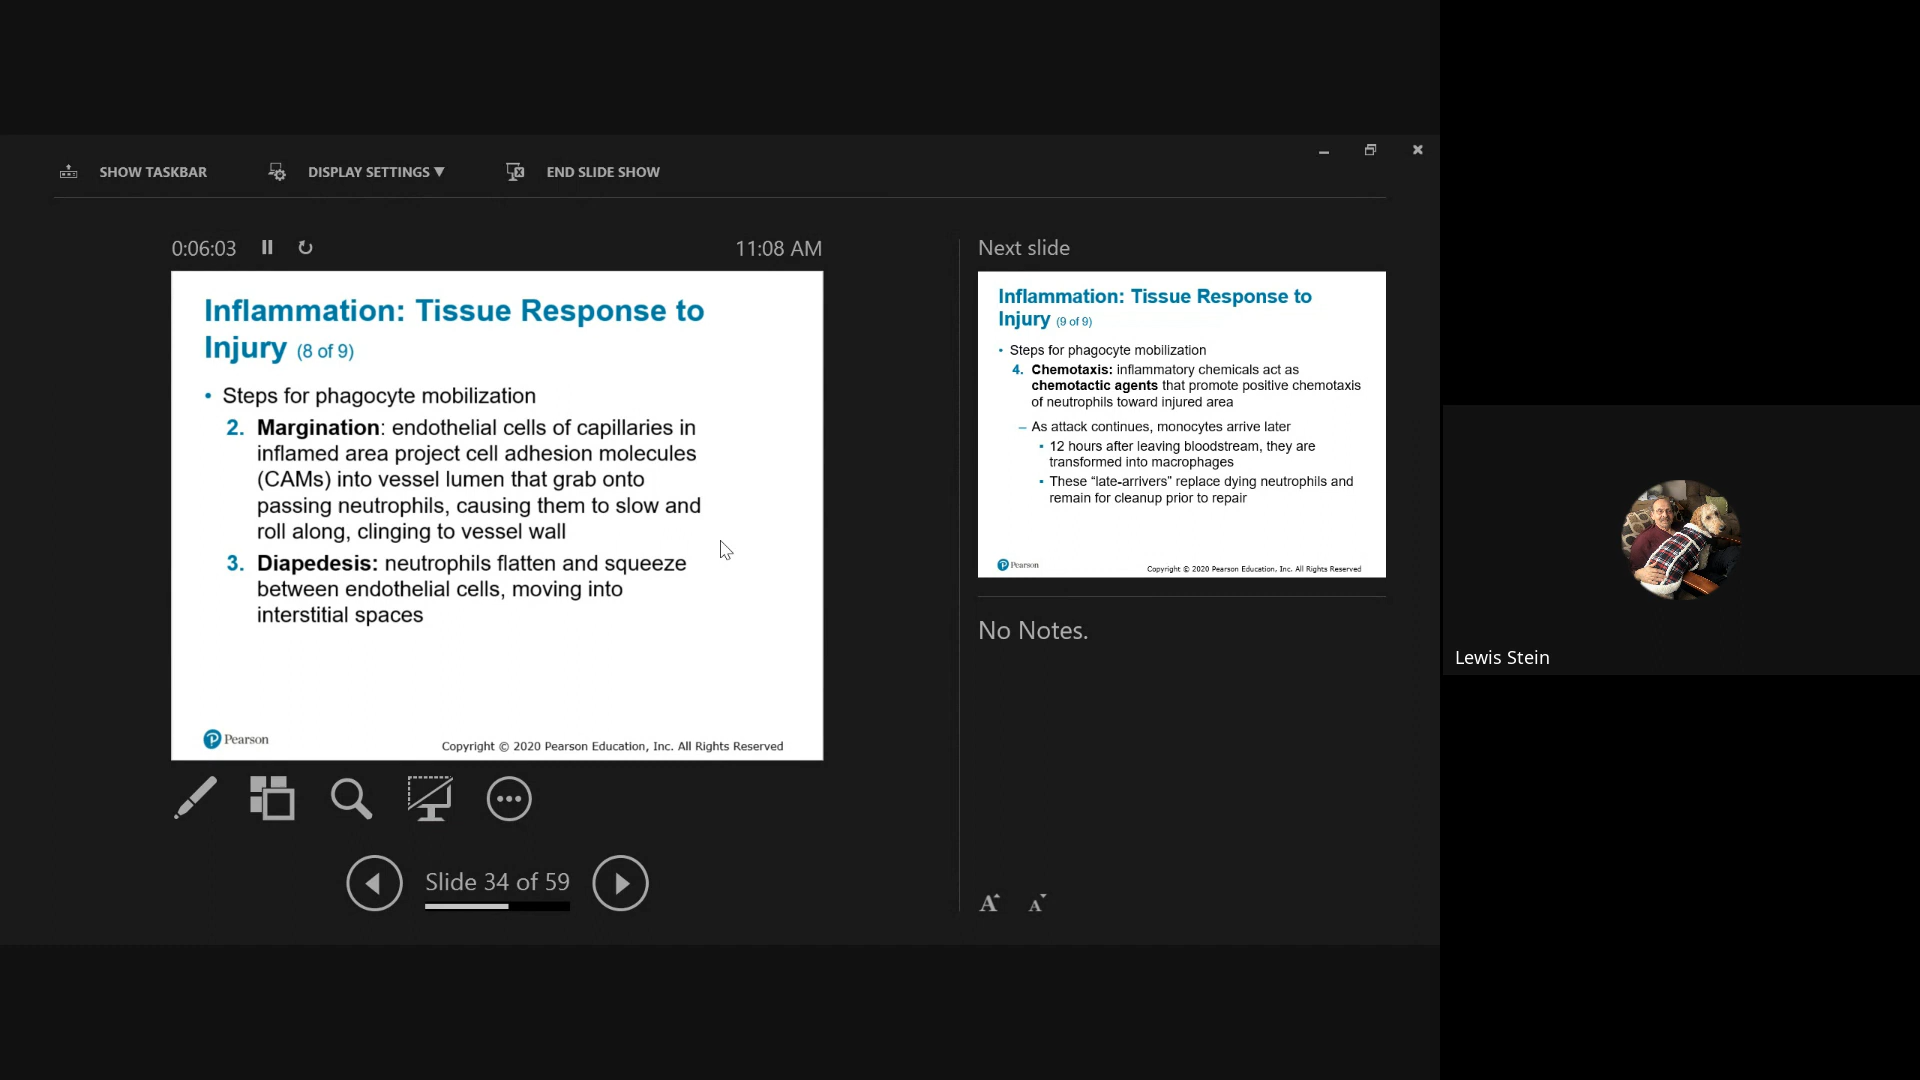 SHOW TASKBAR
DISPLAY SETTINGS ▼
END SLIDE SHOW
0:06:03
11:08 AM
Inflammation: Tissue Response to
Injury (8 of 9)
• Steps for phagocyte mobilization
2. Margination: endothelial cells of capillaries in
inflamed area project cell adhesion molecules
(CAMs) into vessel lumen that grab onto
passing neutrophils, causing them to slow and
roll along, clinging to vessel wall
3. Diapedesis: neutrophils flatten and squeeze
between endothelial cells, moving into
interstitial spaces
P Pearson
Copyright © 2020 Pearson Education, Inc. All Rights Reserved
Slide 34 of 59
Next slide
Inflammation: Tissue Response to
Injury (9 of 9)
• Steps for phagocyte mobilization
4. Chemotaxis: inflammatory chemicals act as
chemotactic agents that promote positive chemotaxis
of neutrophils toward injured area
– As attack continues, monocytes arrive later
▪ 12 hours after leaving bloodstream, they are
transformed into macrophages
▪ These “late-arrivers” replace dying neutrophils and
remain for cleanup prior to repair
P Pearson
Copyright © 2020 Pearson Education, Inc. All Rights Reserved
No Notes.
A A
Lewis Stein